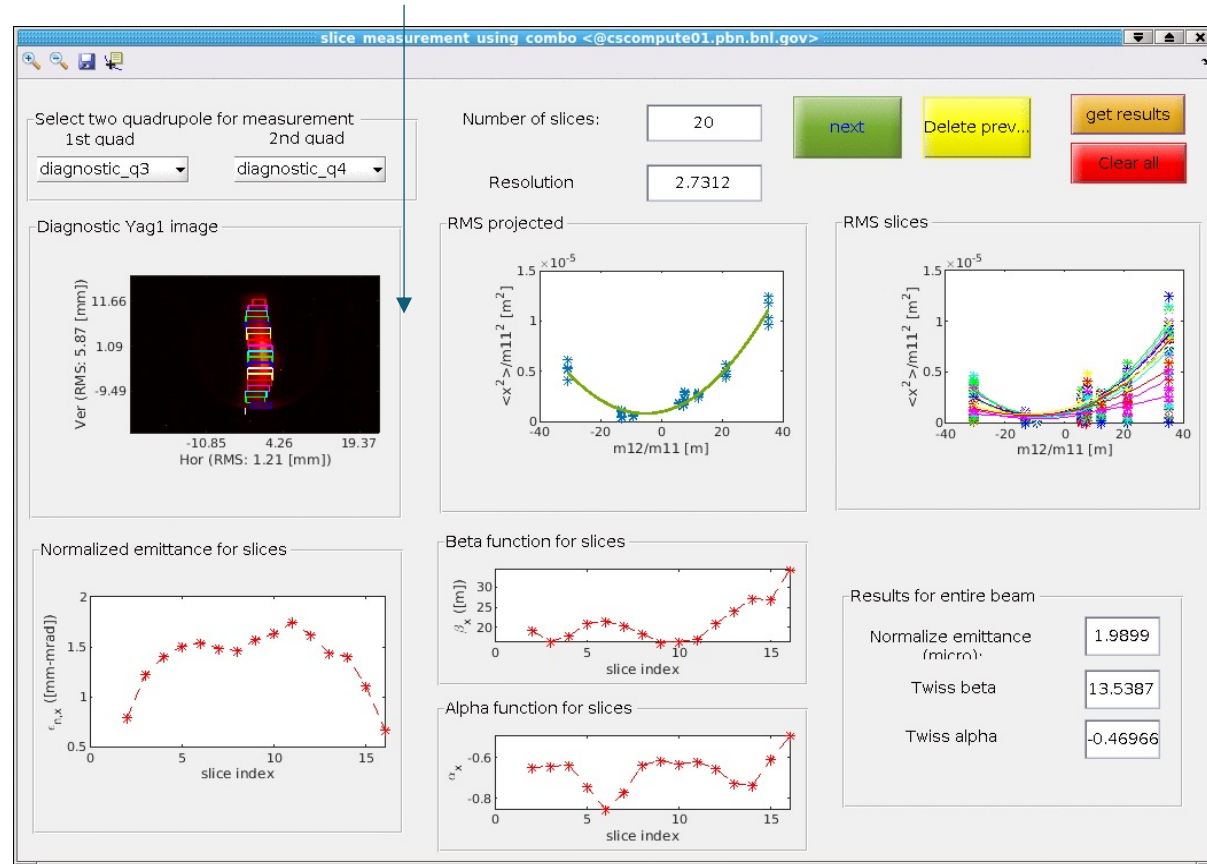 slice measurement using combo <@cscompute01.pbn.bnl.gov>
Select two quadrupole for measurement
1st quad
2nd quad
diagnostic_q3
diagnostic_q4
Number of slices:
20
Resolution
2.7312
next
Delete prev...
get results
Clear all
Diagnostic Yag1 image
Ver (RMS: 5.87 [mm])
11.66
1.09
-9.49
-10.85
4.26
19.37
Hor (RMS: 1.21 [mm])
RMS projected
×10⁻⁵
<x²>/m11² [m²]
1.5
1
0.5
0
-40
-20
0
20
40
m12/m11 [m]
RMS slices
×10⁻⁵
<x²>/m11² [m²]
1.5
1
0.5
0
-40
-20
0
20
40
m12/m11 [m]
Normalized emittance for slices
ϵn,x ([mm-mrad])
2
1.5
1
0.5
0
5
10
15
slice index
Beta function for slices
βx ([m])
30
25
20
0
5
10
15
slice index
Alpha function for slices
αx
-0.6
-0.8
0
5
10
15
slice index
Results for entire beam
Normalize emittance
(micro):
1.9899
Twiss beta
13.5387
Twiss alpha
-0.46966